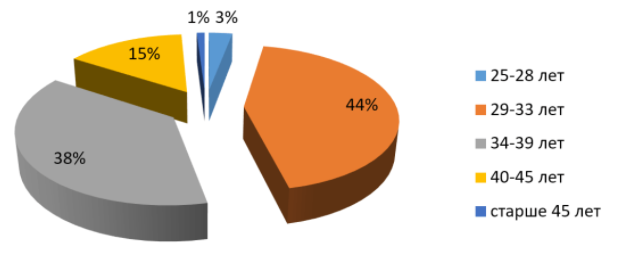 1%
3%
15%
44%
38%
25-28 лет
29-33 лет
34-39 лет
40-45 лет
старше 45 лет